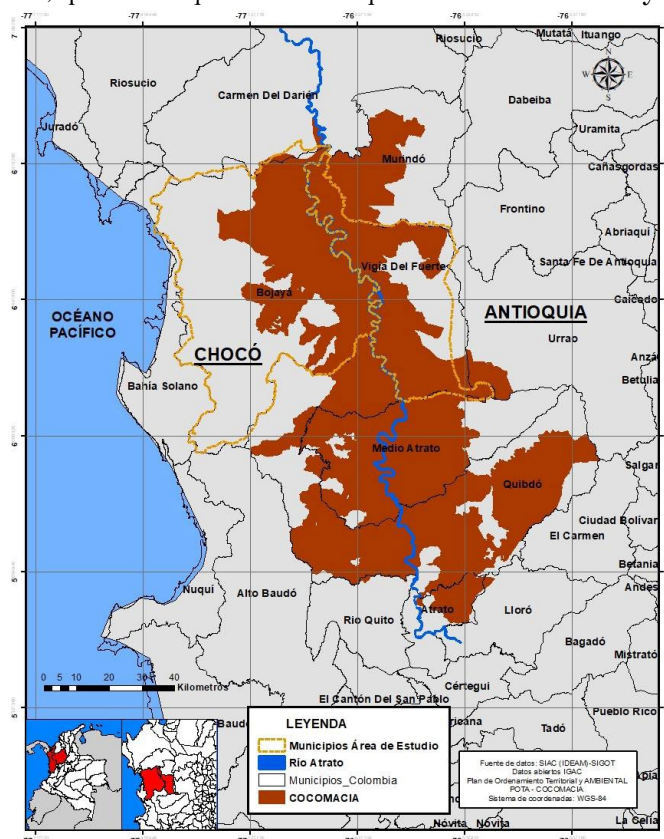 Riosucio
Mutatá
Ituango
Riosucio
Carmen Del Darién
Dabeiba
Juradó
Uramita
Murindó
Cañasgordas
Frontino
Abriaquí
Vigía Del Fuerte
Santa Fe De Antioquia
Bojayá
Caicedo
OCÉANO
PACÍFICO
ANTIOQUIA
Urrao
CHOCÓ
Anzá
Bahía Solano
Betulia
Medio Atrato
Salgar
Quibdó
Ciudad Bolívar
El Carmen
Betania
Andes
Nuquí
Alto Baudó
Río Quito
Atrato
Lloró
Bagadó
Mistrató
0 5 10 20 30 40
Kilometros
El Cantón Del San Pablo
Cértegui
Pueblo Rico
Tadó
LEYENDA
Municipios Área de Estudio
Río Atrato
Municipios_Colombia
COCOMACIA
Fuente de datos: SIAC (IDEAM)-SIGOT
Datos abiertos IGAC
Plan de Ordenamiento Territorial y AMBIENTAL
POTA - COCOMACIA
Sistema de coordenadas: WGS-84
La Celia
Nóvita
Nóvita
N
W
E
S